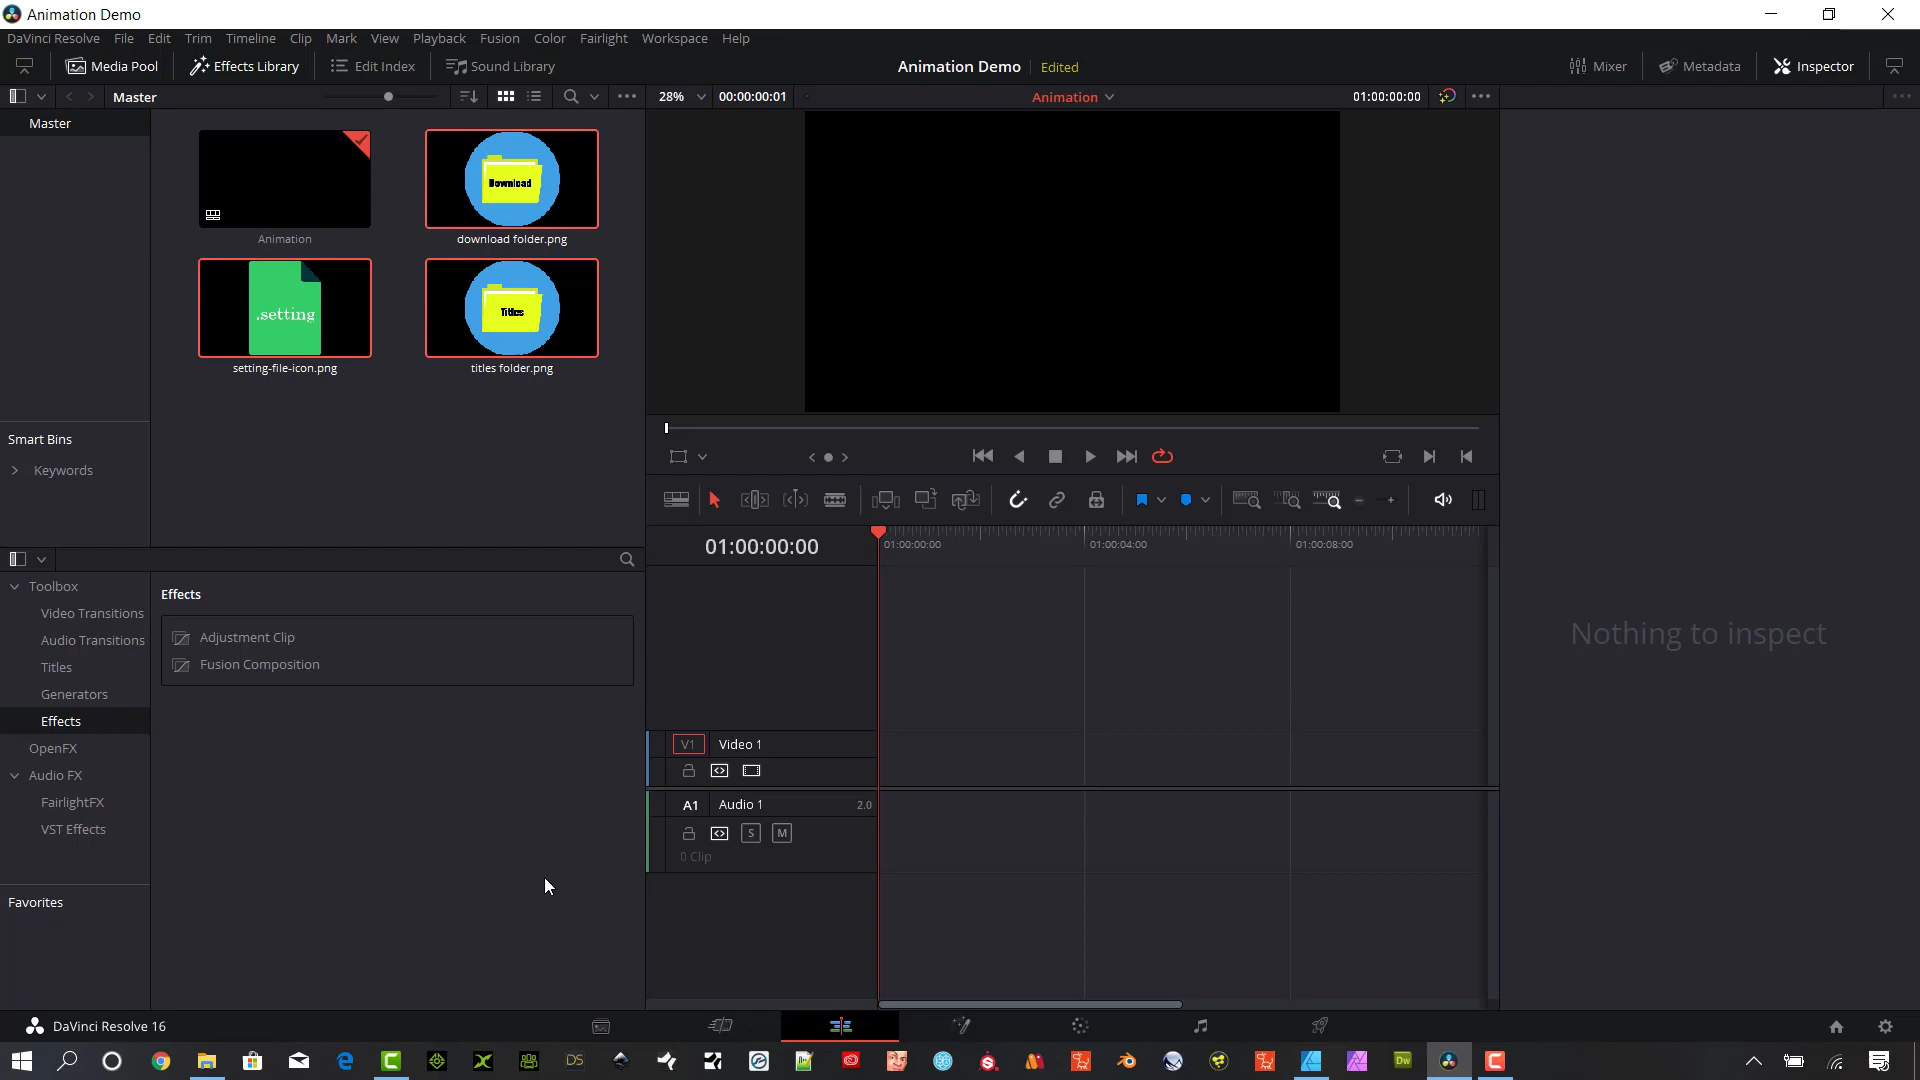 Animation Demo
DaVinci Resolve File Edit Trim Timeline Clip Mark View Playback Fusion Color Fairlight Workspace Help
Media Pool Effects Library Edit Index Sound Library Animation Demo Edited Mixer Metadata Inspector
Master 28% 00:00:00:01 Animation 01:00:00:00
Master
Download
Animation download folder.png
.setting Titles
setting-file-icon.png titles folder.png
Smart Bins
Keywords
01:00:00:00 01:00:00:00 01:00:04:00 01:00:08:00
Toolbox
Effects
Video Transitions
Adjustment Clip
Audio Transitions
Fusion Composition
Titles
Generators
Effects
OpenFX
Audio FX
FairlightFX
VST Effects
Nothing to inspect
V1 Video 1
A1 Audio 1 2.0
S M
0 Clip
Favorites
DaVinci Resolve 16
DS Dw